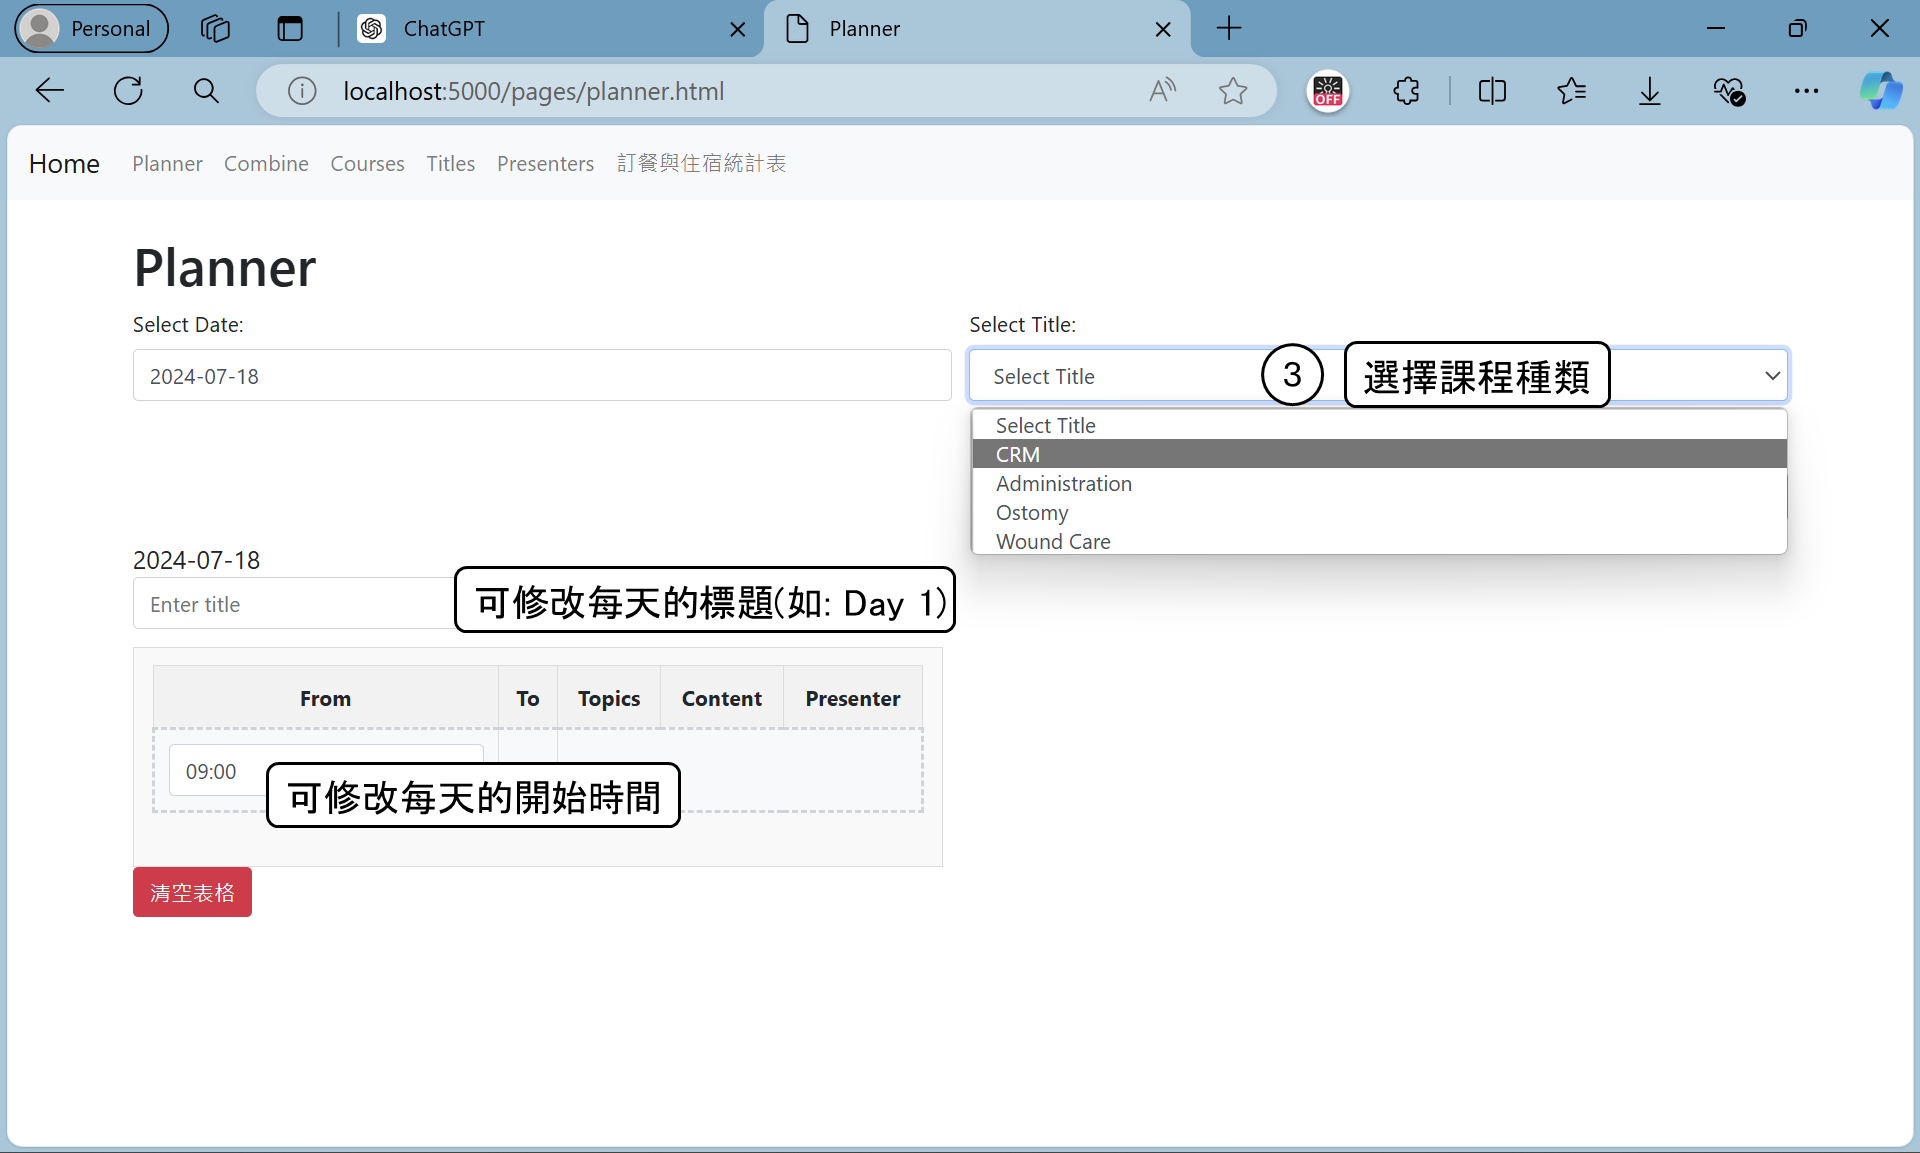 Personal
ChatGPT
Planner
localhost:5000/pages/planner.html
OFF
Home Planner Combine Courses Titles Presenters 訂餐與住宿統計表
Planner
Select Date:
Select Title:
2024-07-18
Select Title
3
選擇課程種類
Select Title
CRM
Administration
Ostomy
Wound Care
2024-07-18
Enter title
可修改每天的標題(如: Day 1)
From To Topics Content Presenter
09:00
可修改每天的開始時間
清空表格